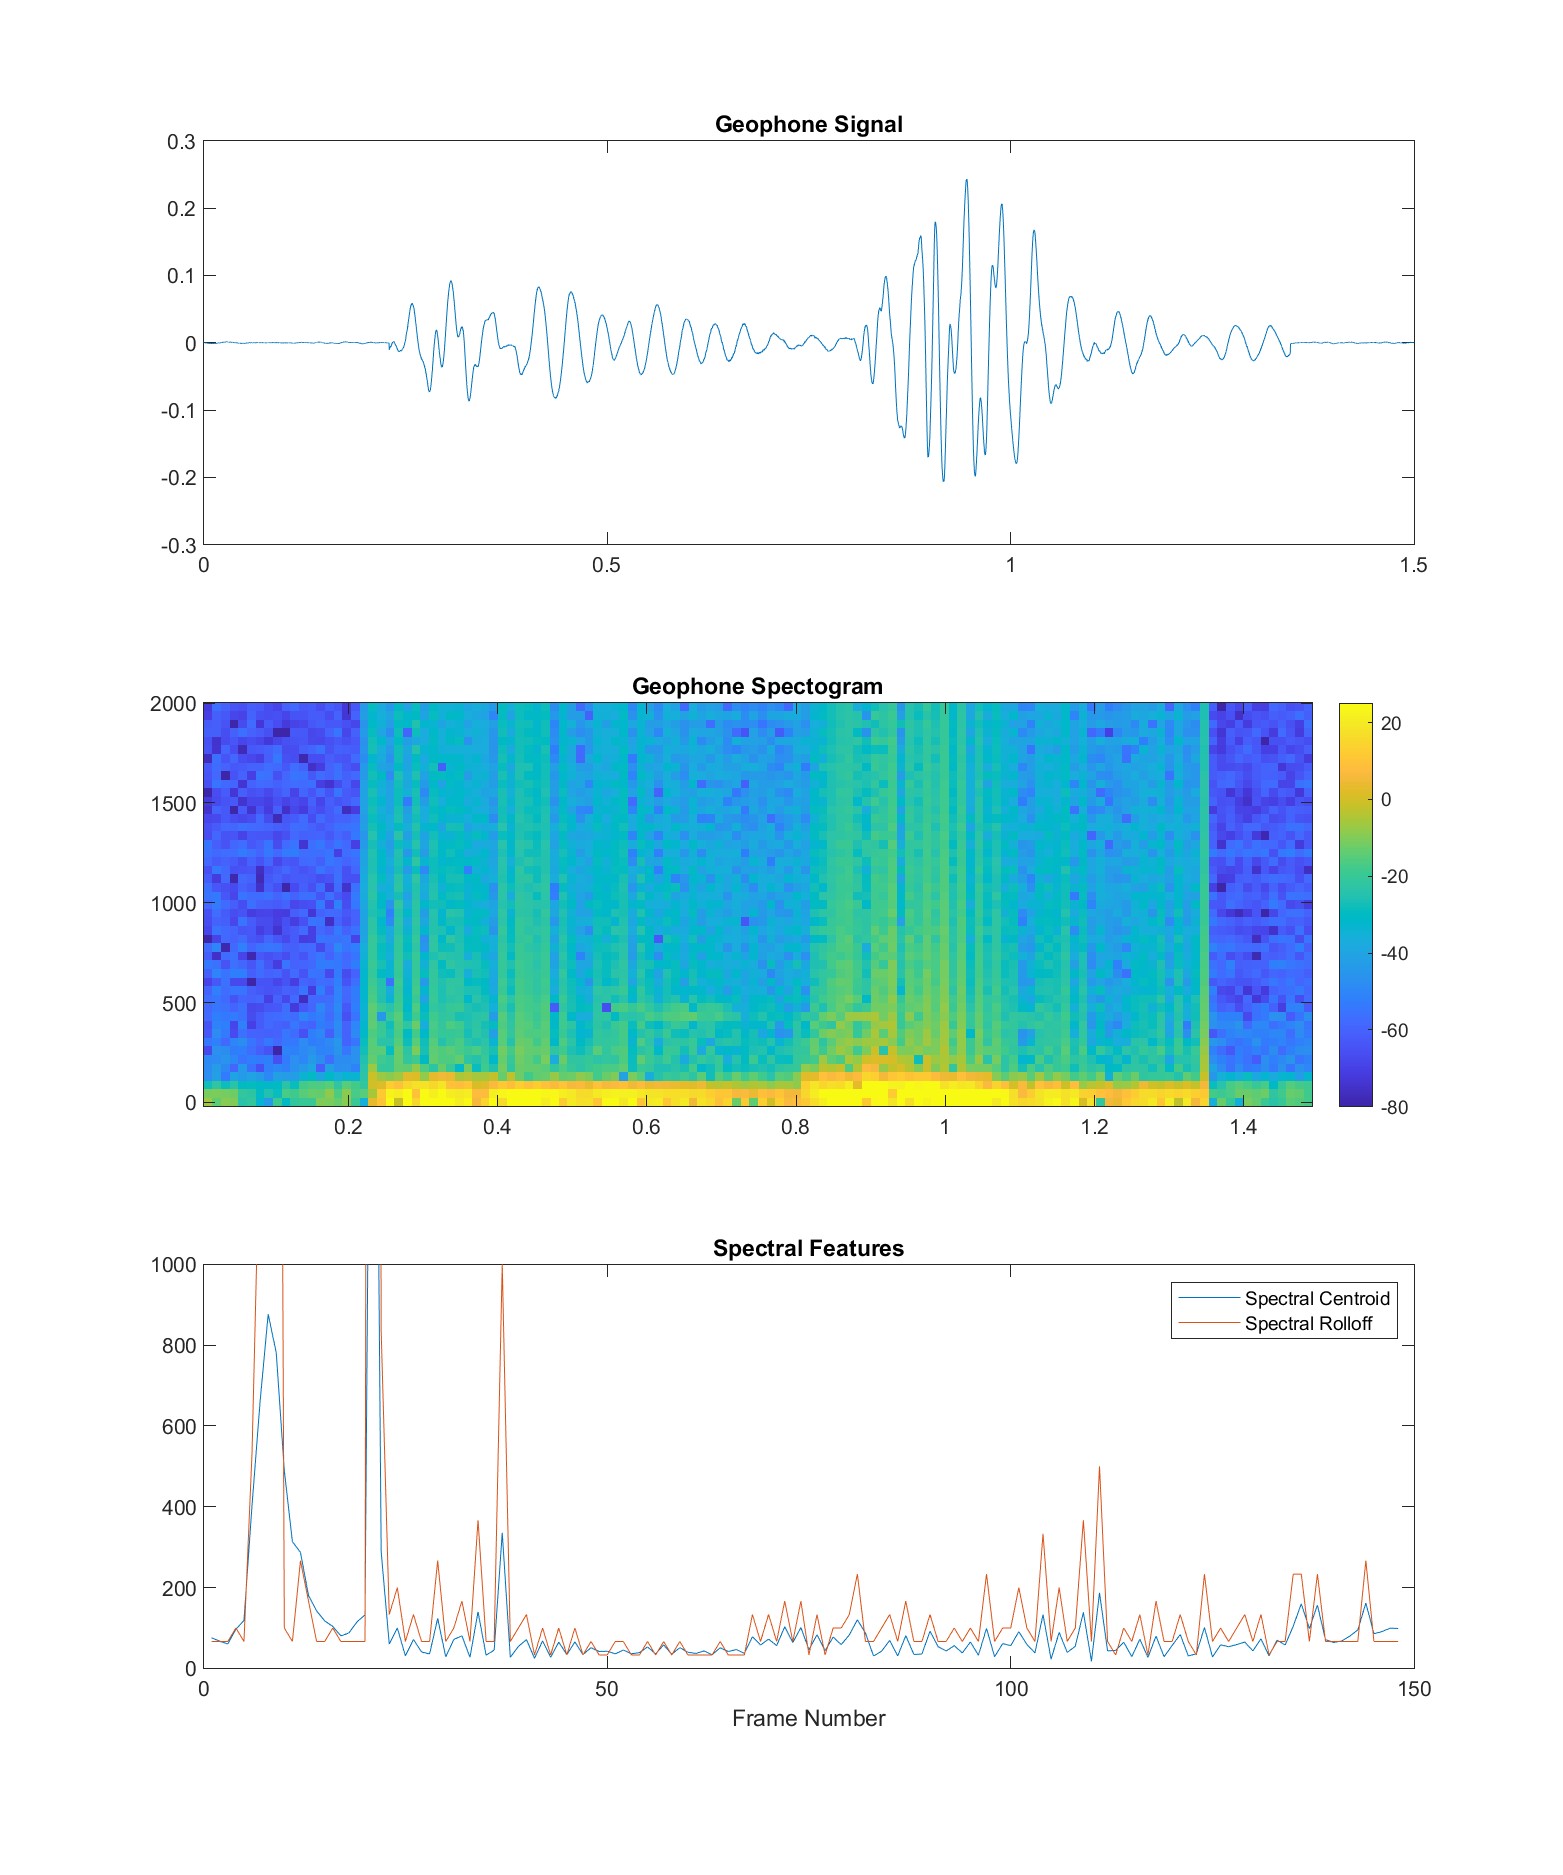 Geophone Signal
0.3
0.2
0.1
0
-0.1
-0.2
-0.3
0 0.5 1 1.5
Geophone Spectogram
2000
1500
1000
500
0
20
0
-20
-40
-60
-80
0.2 0.4 0.6 0.8 1 1.2 1.4
Spectral Features
1000
800
600
400
200
0
Spectral Centroid
Spectral Rolloff
0 50 100 150
Frame Number